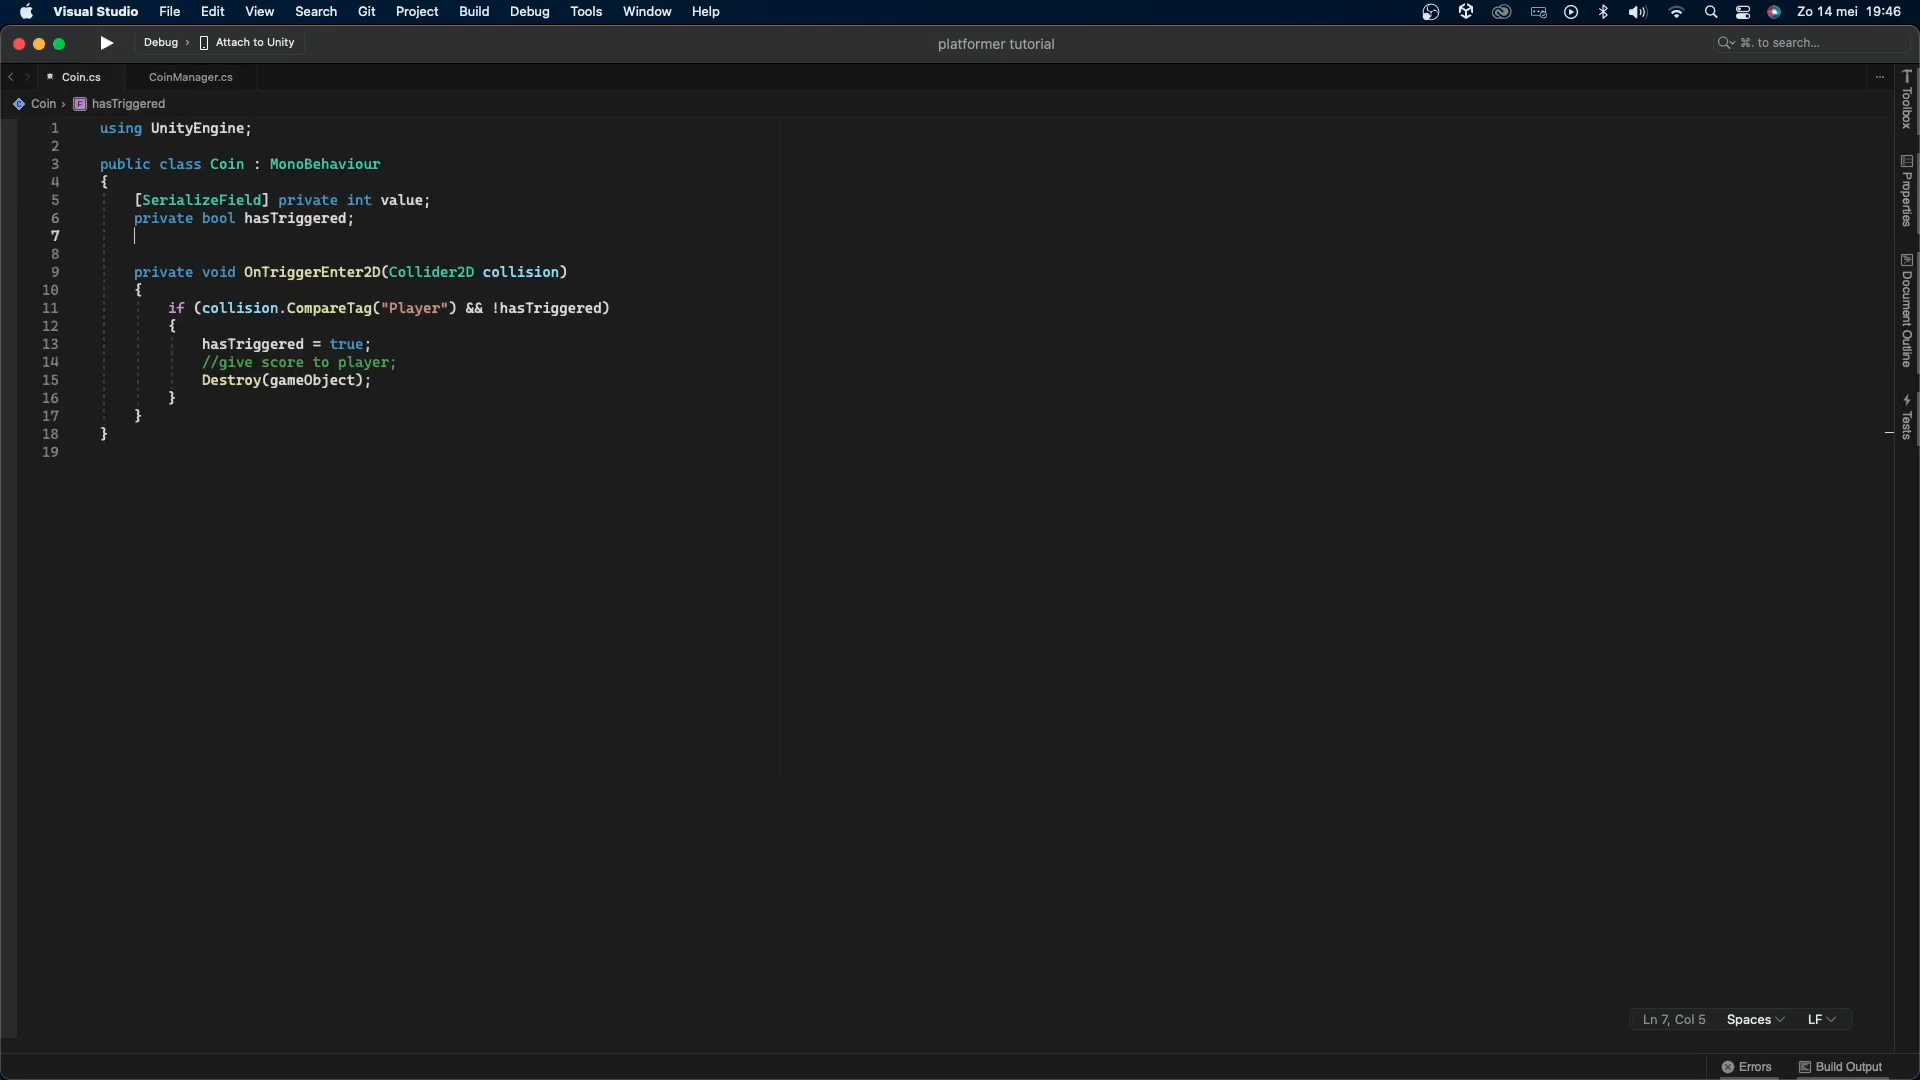 Visual Studio File Edit View Search Git Project Build Debug Tools Window Help Zo 14 mei 19:46
Debug › Attach to Unity platformer tutorial ⌘. to search...
Coin.cs CoinManager.cs ...
Coin › F hasTriggered
1 using UnityEngine;
2
3 public class Coin : MonoBehaviour
4 {
5 [SerializeField] private int value;
6 private bool hasTriggered;
7
8
9 private void OnTriggerEnter2D(Collider2D collision)
10 {
11 if (collision.CompareTag("Player") && !hasTriggered)
12 {
13 hasTriggered = true;
14 //give score to player;
15 Destroy(gameObject);
16 }
17 }
18 }
19
Toolbox
Properties
Document Outline
Tests
Ln 7, Col 5 Spaces LF
Errors Build Output